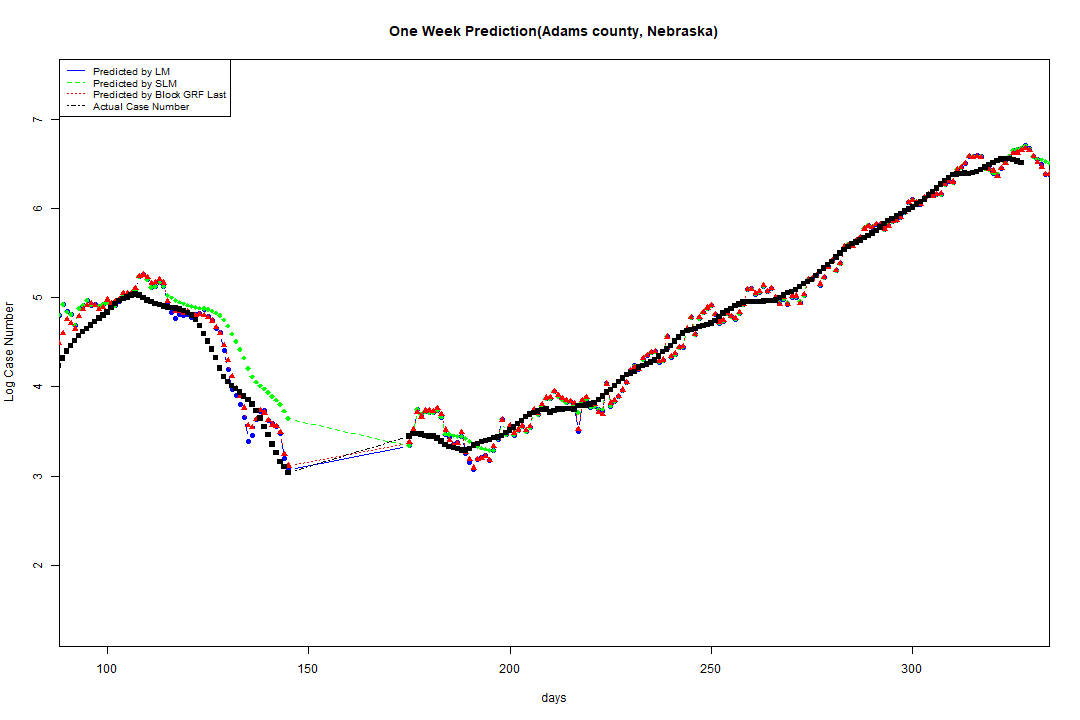 One Week Prediction(Adams county, Nebraska)
Predicted by LM
Predicted by SLM
Predicted by Block GRF Last
Actual Case Number
7
6
5
4
3
2
Log Case Number
100 150 200 250 300
days